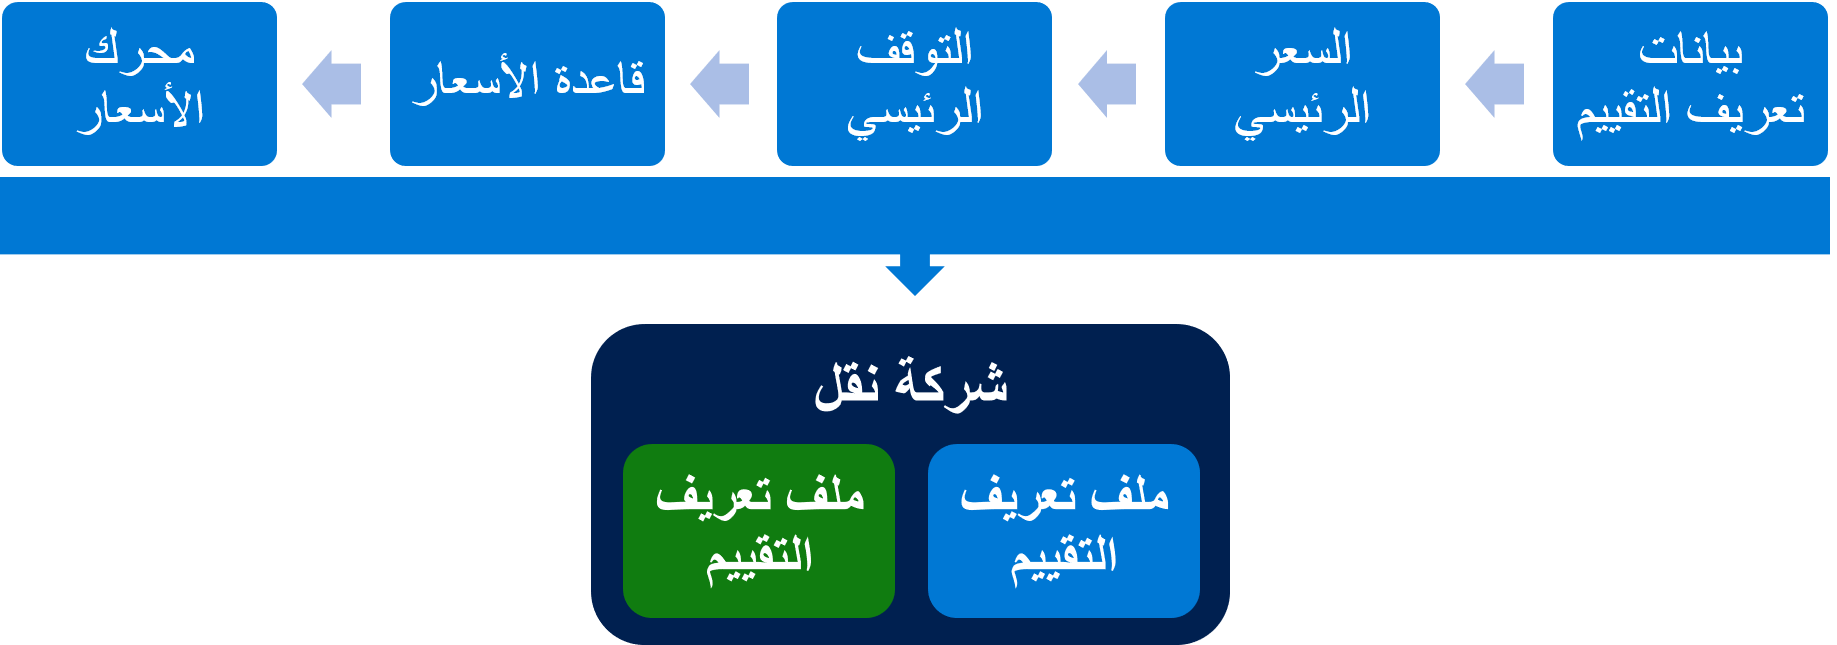 بيانات
تعريف التقييم
السعر
الرئيسي
التوقف
الرئيسي
قاعدة الأسعار
محرك
الأسعار
شركة نقل
ملف تعريف
التقييم
ملف تعريف
التقييم